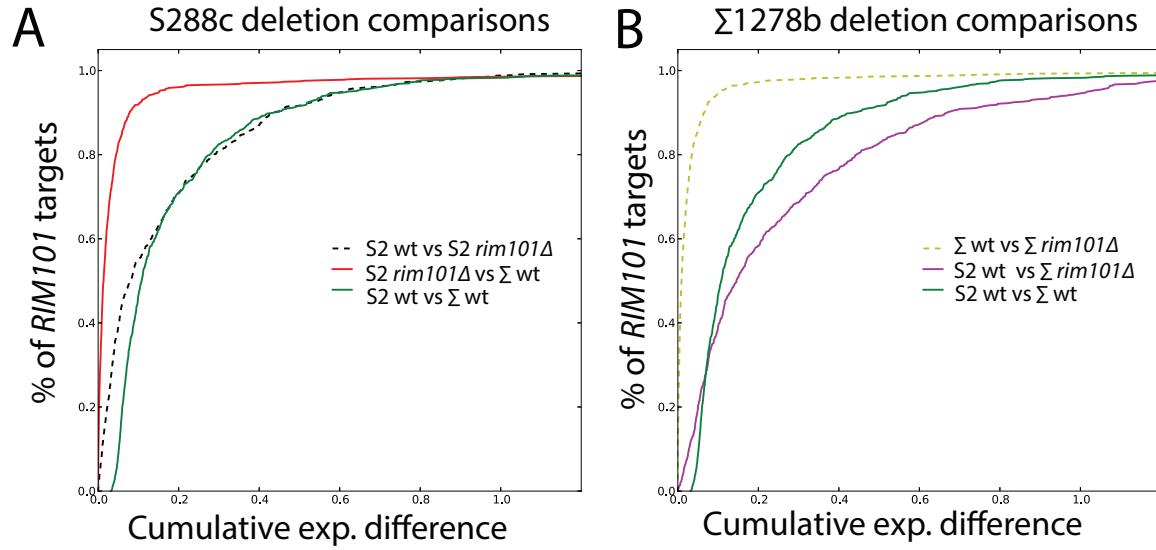 A
S288c deletion comparisons
% of RIM101 targets
1.0
0.8
0.6
0.4
0.2
0.0
0.0 0.2 0.4 0.6 0.8 1.0
S2 wt vs S2 rim101Δ
S2 rim101Δ vs Σ wt
S2 wt vs Σ wt
Cumulative exp. difference
B
Σ1278b deletion comparisons
% of RIM101 targets
1.0
0.8
0.6
0.4
0.2
0.0
0.0 0.2 0.4 0.6 0.8 1.0
Σ wt vs Σ rim101Δ
S2 wt vs Σ rim101Δ
S2 wt vs Σ wt
Cumulative exp. difference